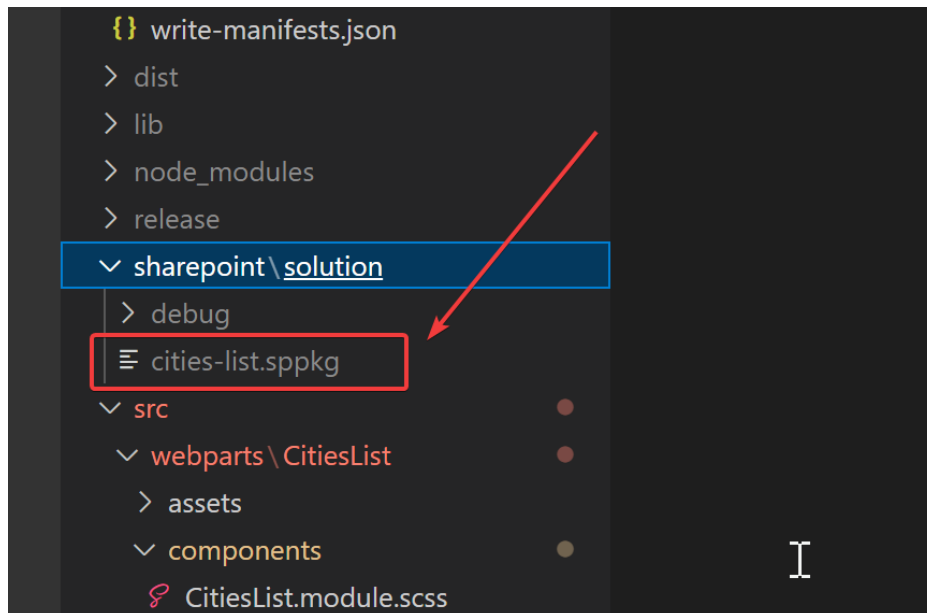 {} write-manifests.json
> dist
> lib
> node_modules
> release
sharepoint\solution
> debug
cities-list.sppkg
src
webparts\CitiesList
> assets
components
CitiesList.module.scss